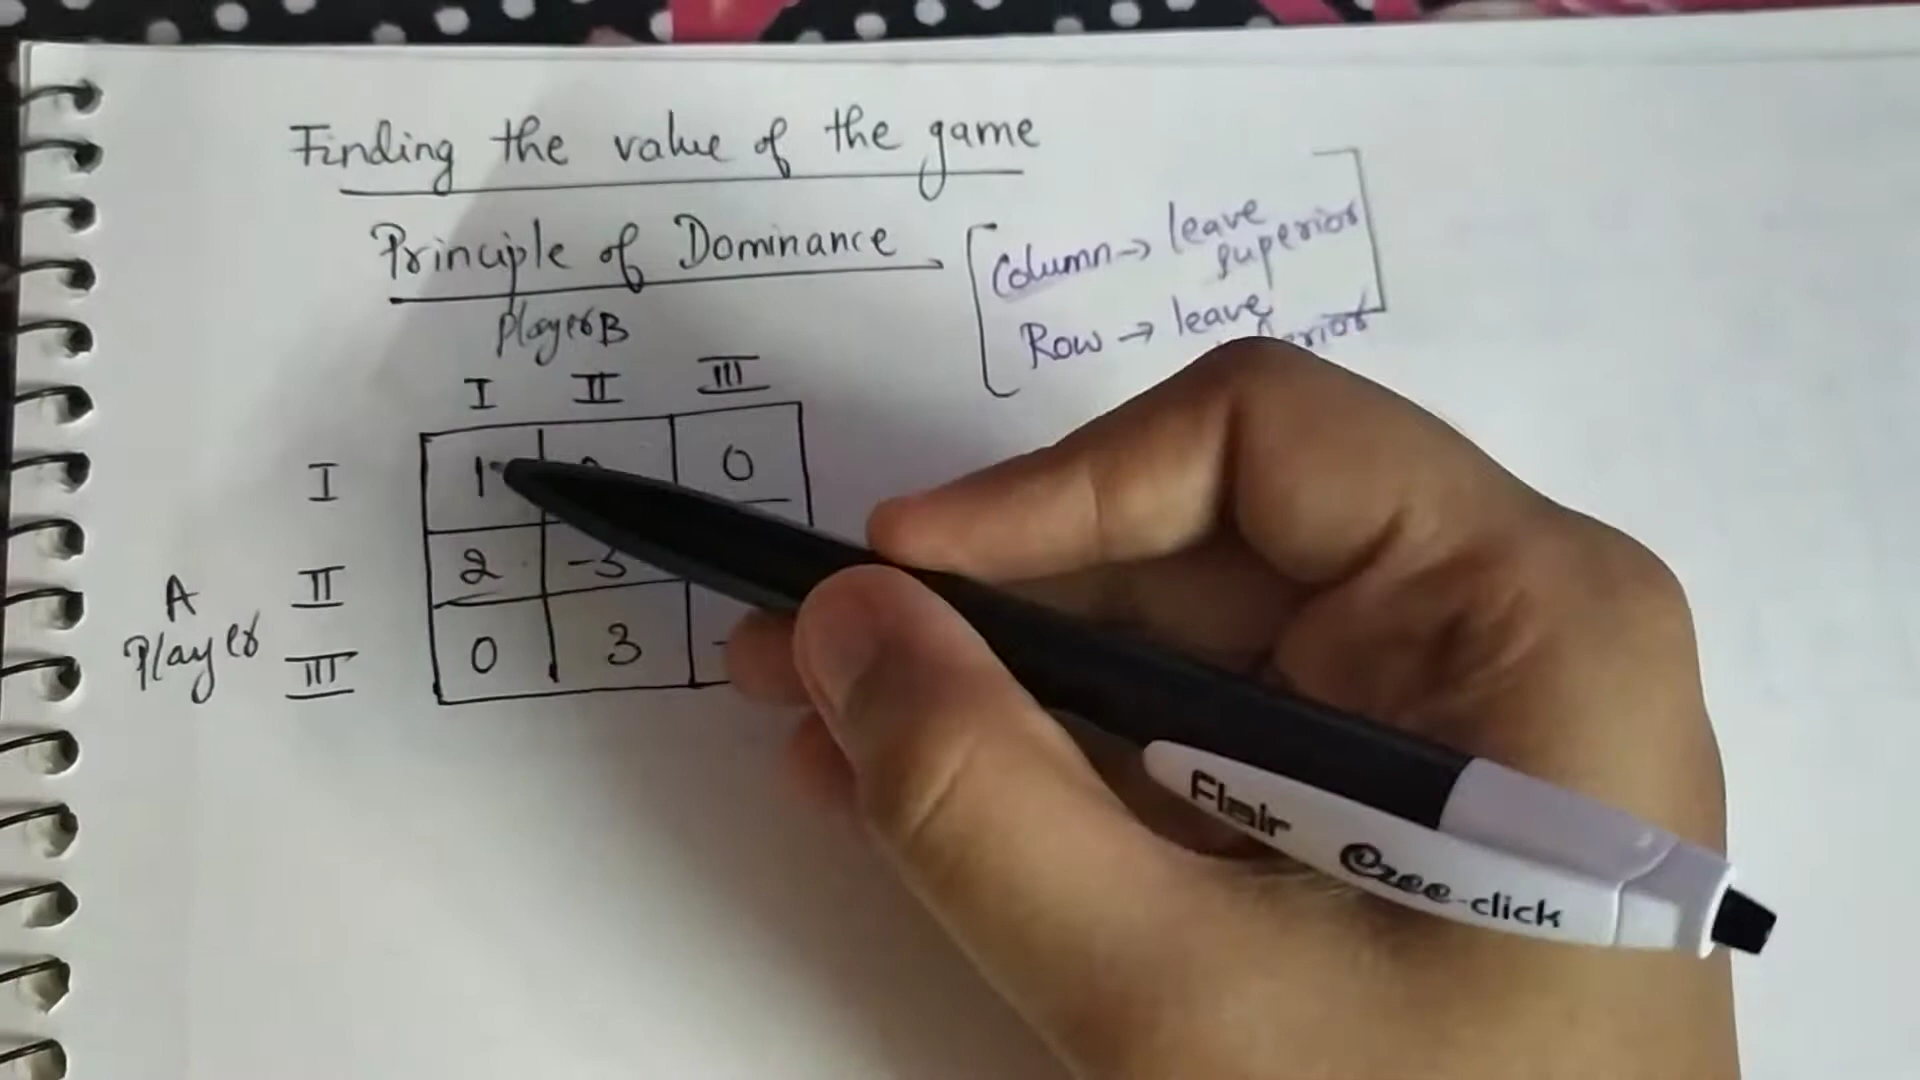 Finding the value of the game
Principle of Dominance
Column → leave superior
Row → leave
Player B
I II III
I 1 0
II 2 -3
III 0 3
A Player
Flair
Ezee-click